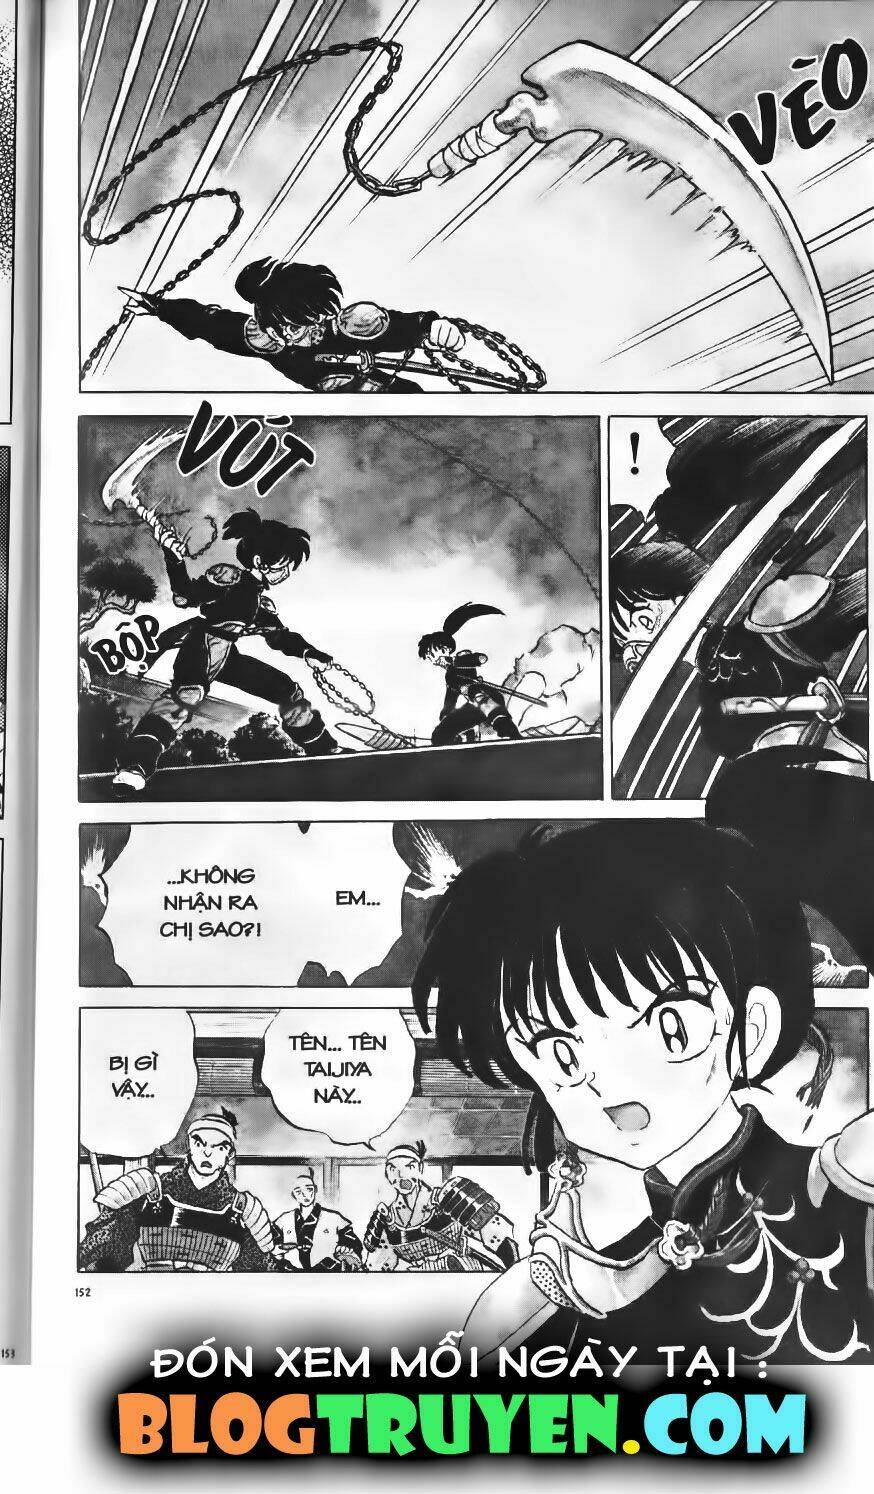 VÈO
!
VÚT
BỘP
EM...
...KHÔNG
NHẬN RA
CHỊ SAO?!
TÊN... TÊN
TAIJIYA
NÀY...
BỊ GÌ
VẬY...
152
153
ĐÓN XEM MỖI NGÀY TẠI :
BLOGTRUYEN.COM